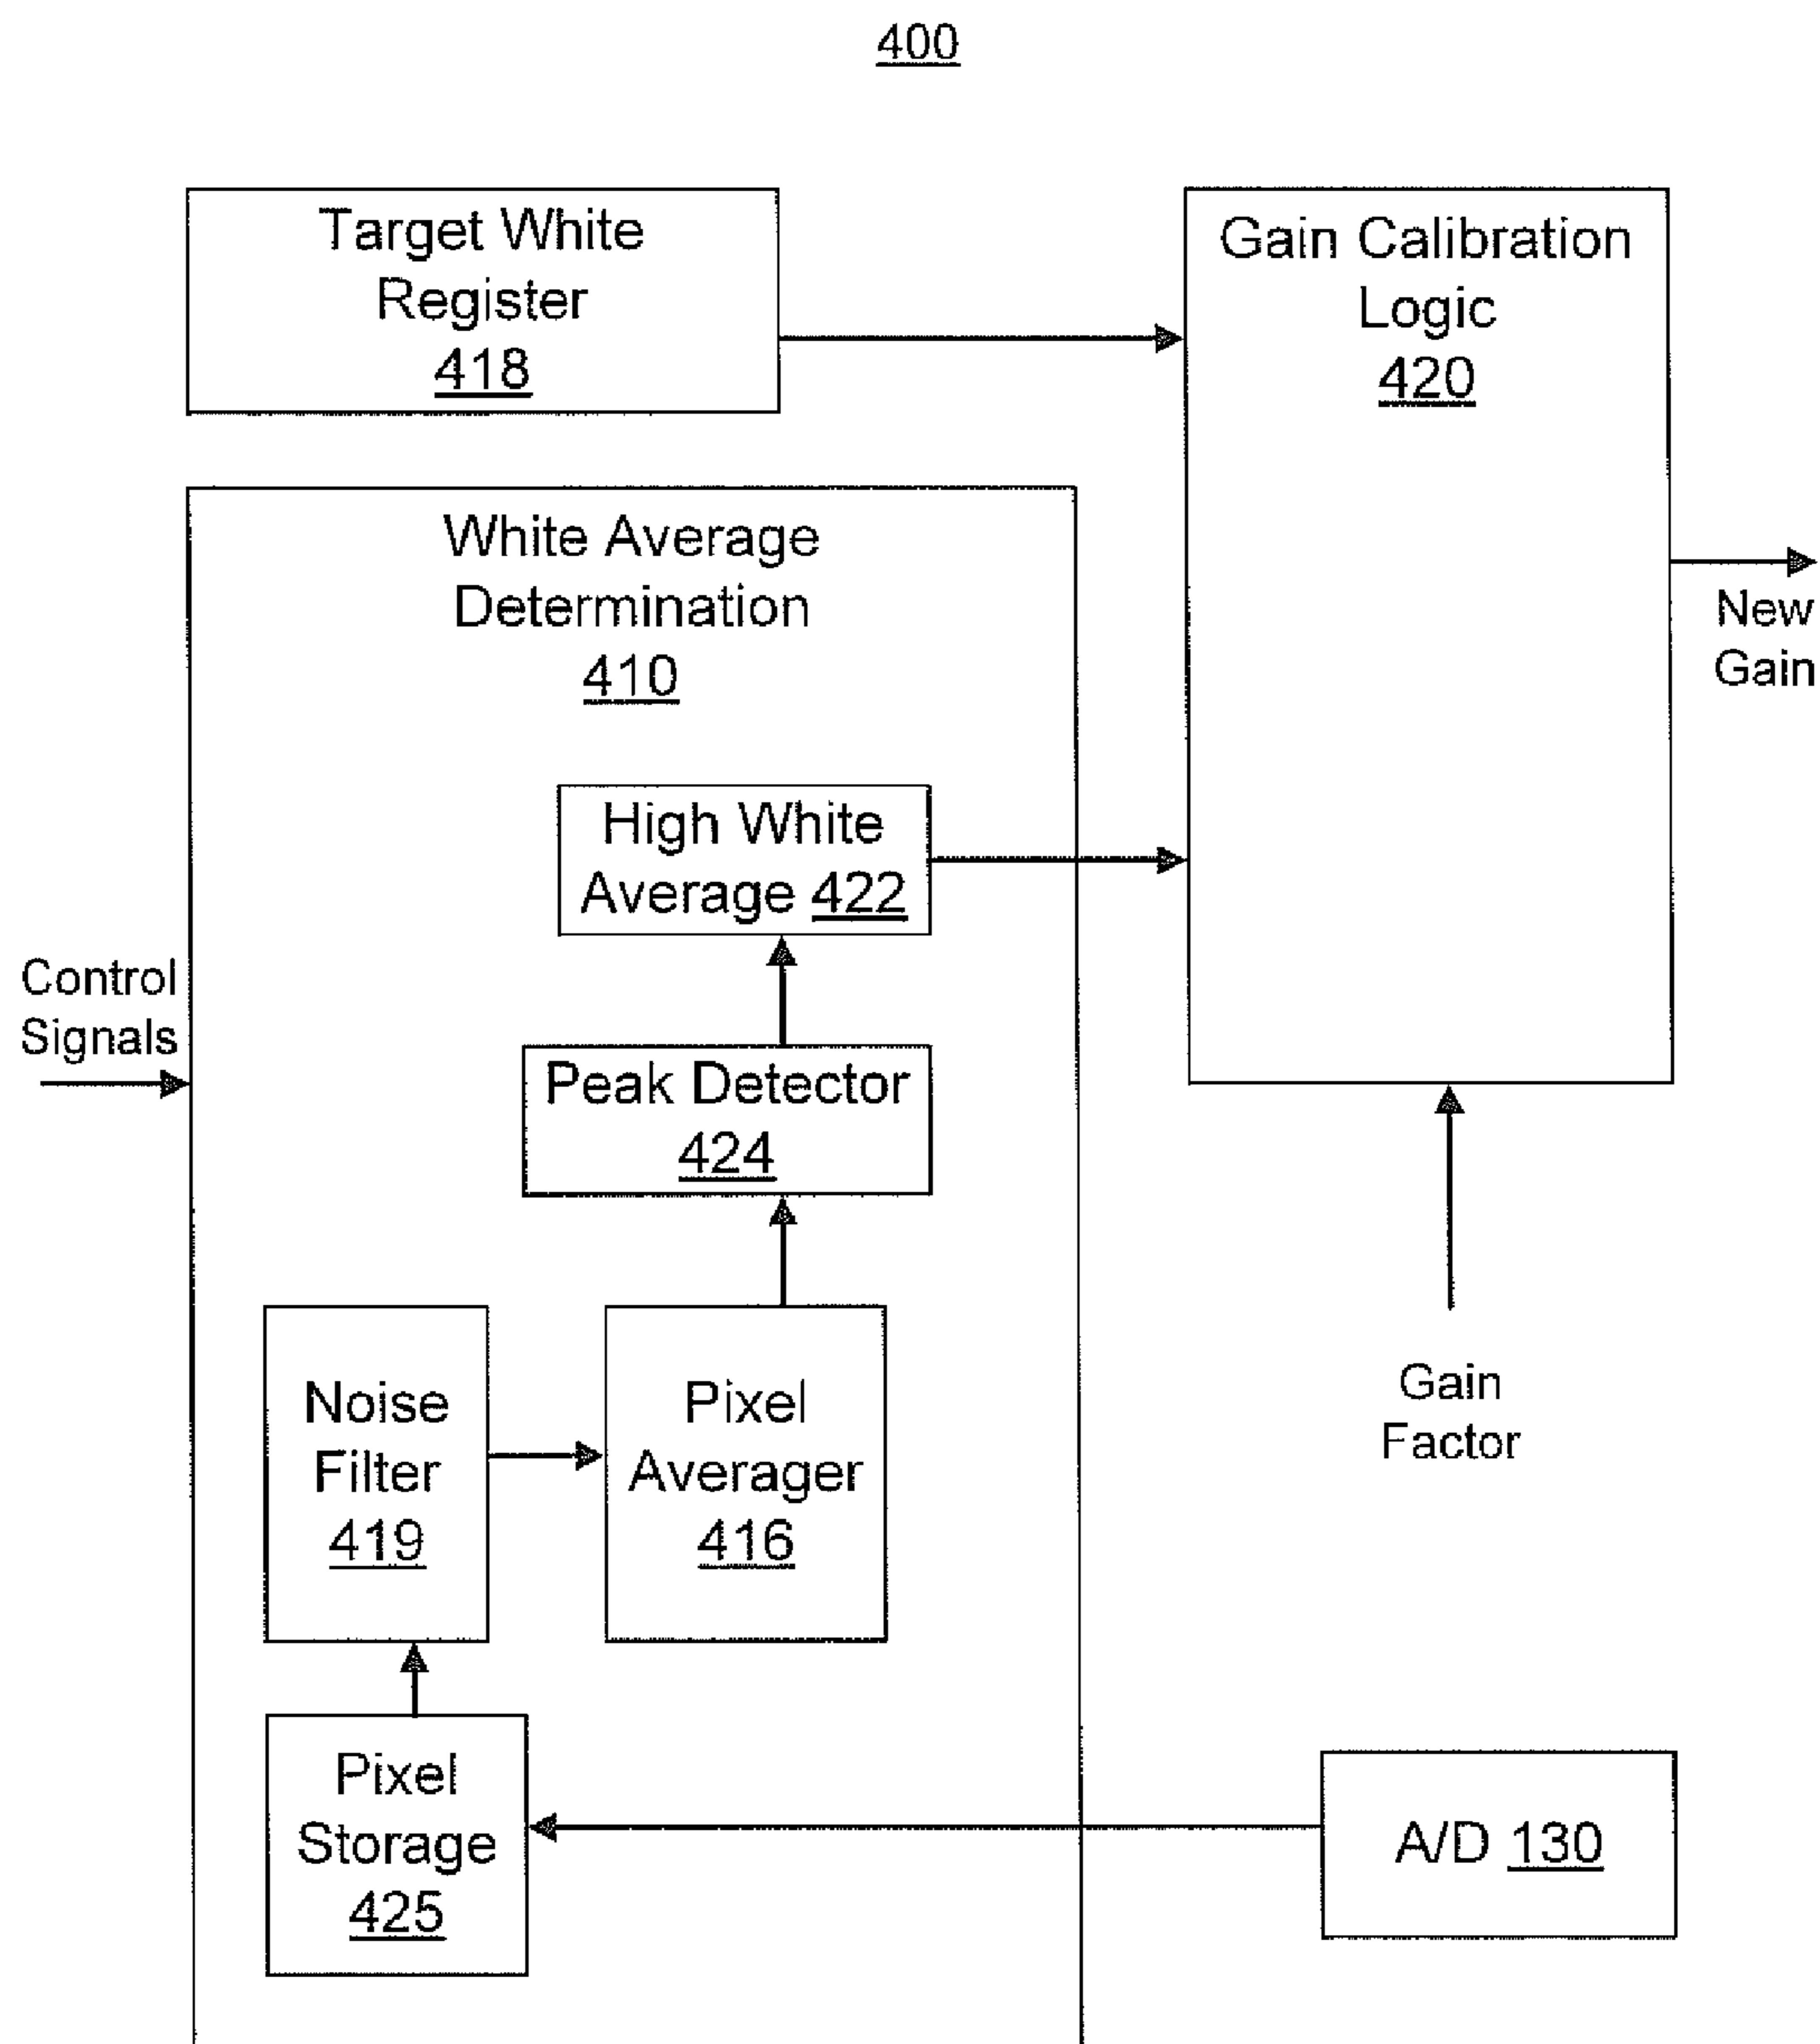 400
Target White
Register
418
Gain Calibration
Logic
420
White Average
Determination
410
New
Gain
High White
Average 422
Control
Signals
Peak Detector
424
Noise
Filter
419
Pixel
Averager
416
Gain
Factor
Pixel
Storage
425
A/D 130